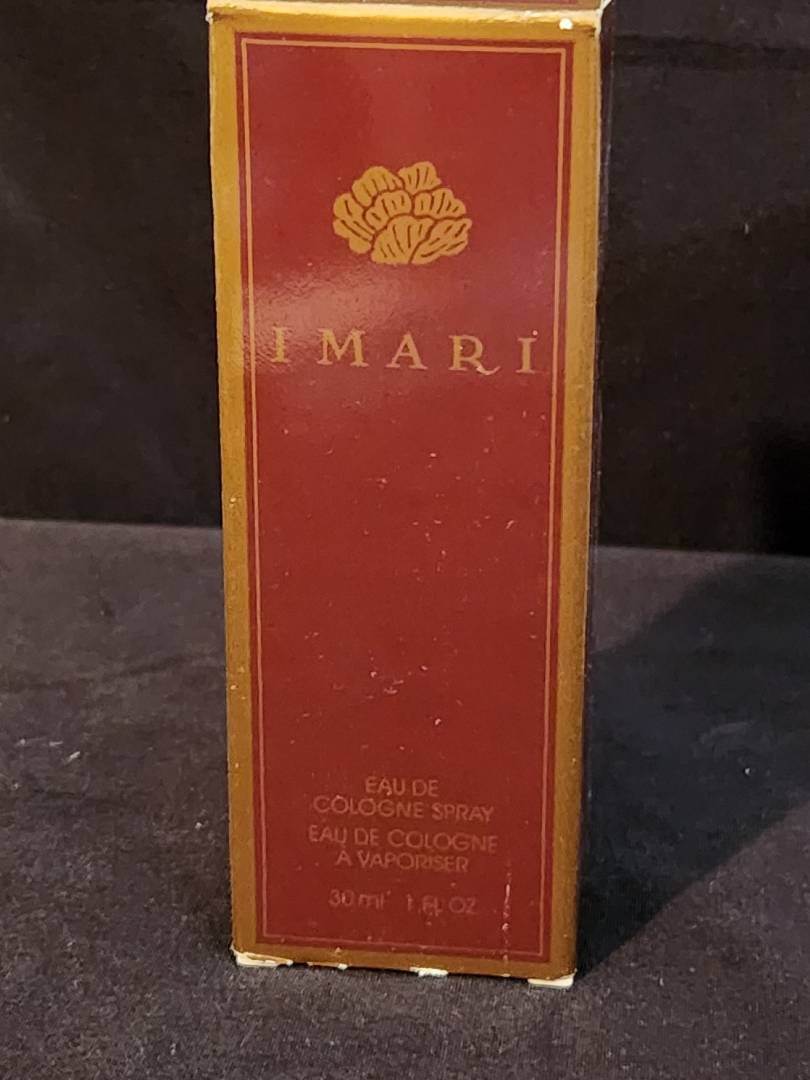 IMARI
EAU DE
COLOGNE SPRAY
EAU DE COLOGNE
À VAPORISER
30 ml 1 FL OZ